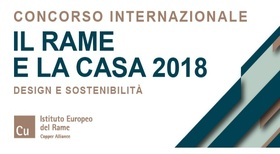 CONCORSO INTERNAZIONALE
IL RAME
E LA CASA 2018
DESIGN E SOSTENIBILITÀ
Cu
Istituto Europeo
del Rame
Copper Alliance